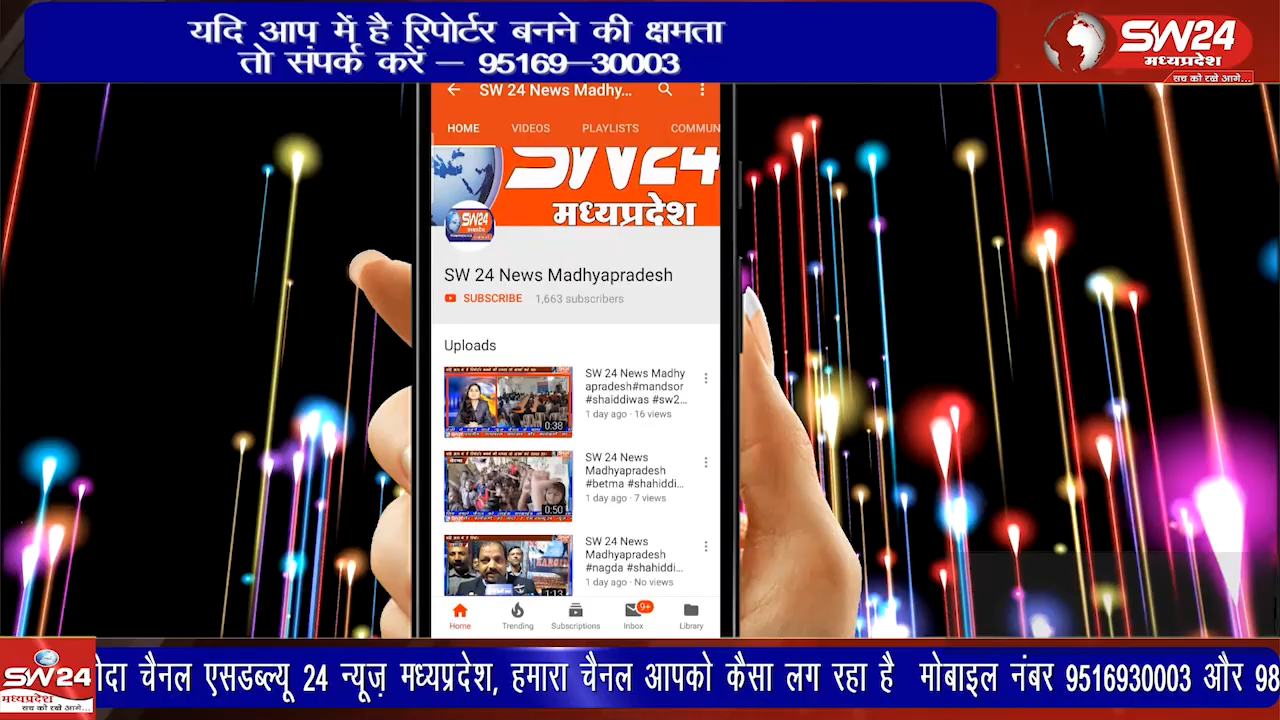 यदि आप में है रिपोर्टर बनने की क्षमता
तो संपर्क करें – 95169–30003
SW24
मध्यप्रदेश
सच को रखे आगे...
SW 24 News Madhy...
HOME VIDEOS PLAYLISTS COMMUN
SW24
मध्यप्रदेश
SW24
SW 24 News Madhyapradesh
SUBSCRIBE 1,663 subscribers
Uploads
SW 24 News Madhy
apradesh#mandsor
#shaiddiwas #sw2...
1 day ago · 16 views
0:38
SW 24 News
Madhyapradesh
#betma #shahiddi...
1 day ago · 7 views
0:50
SW 24 News
Madhyapradesh
#nagda #shahiddi...
1 day ago · No views
1:13
9+
Home Trending Subscriptions Inbox Library
SW24
मध्यप्रदेश
सच को रखे आगे...
ोदा चैनल एसडब्ल्यू 24 न्यूज़ मध्यप्रदेश, हमारा चैनल आपको कैसा लग रहा है मोबाइल नंबर 9516930003 और 98